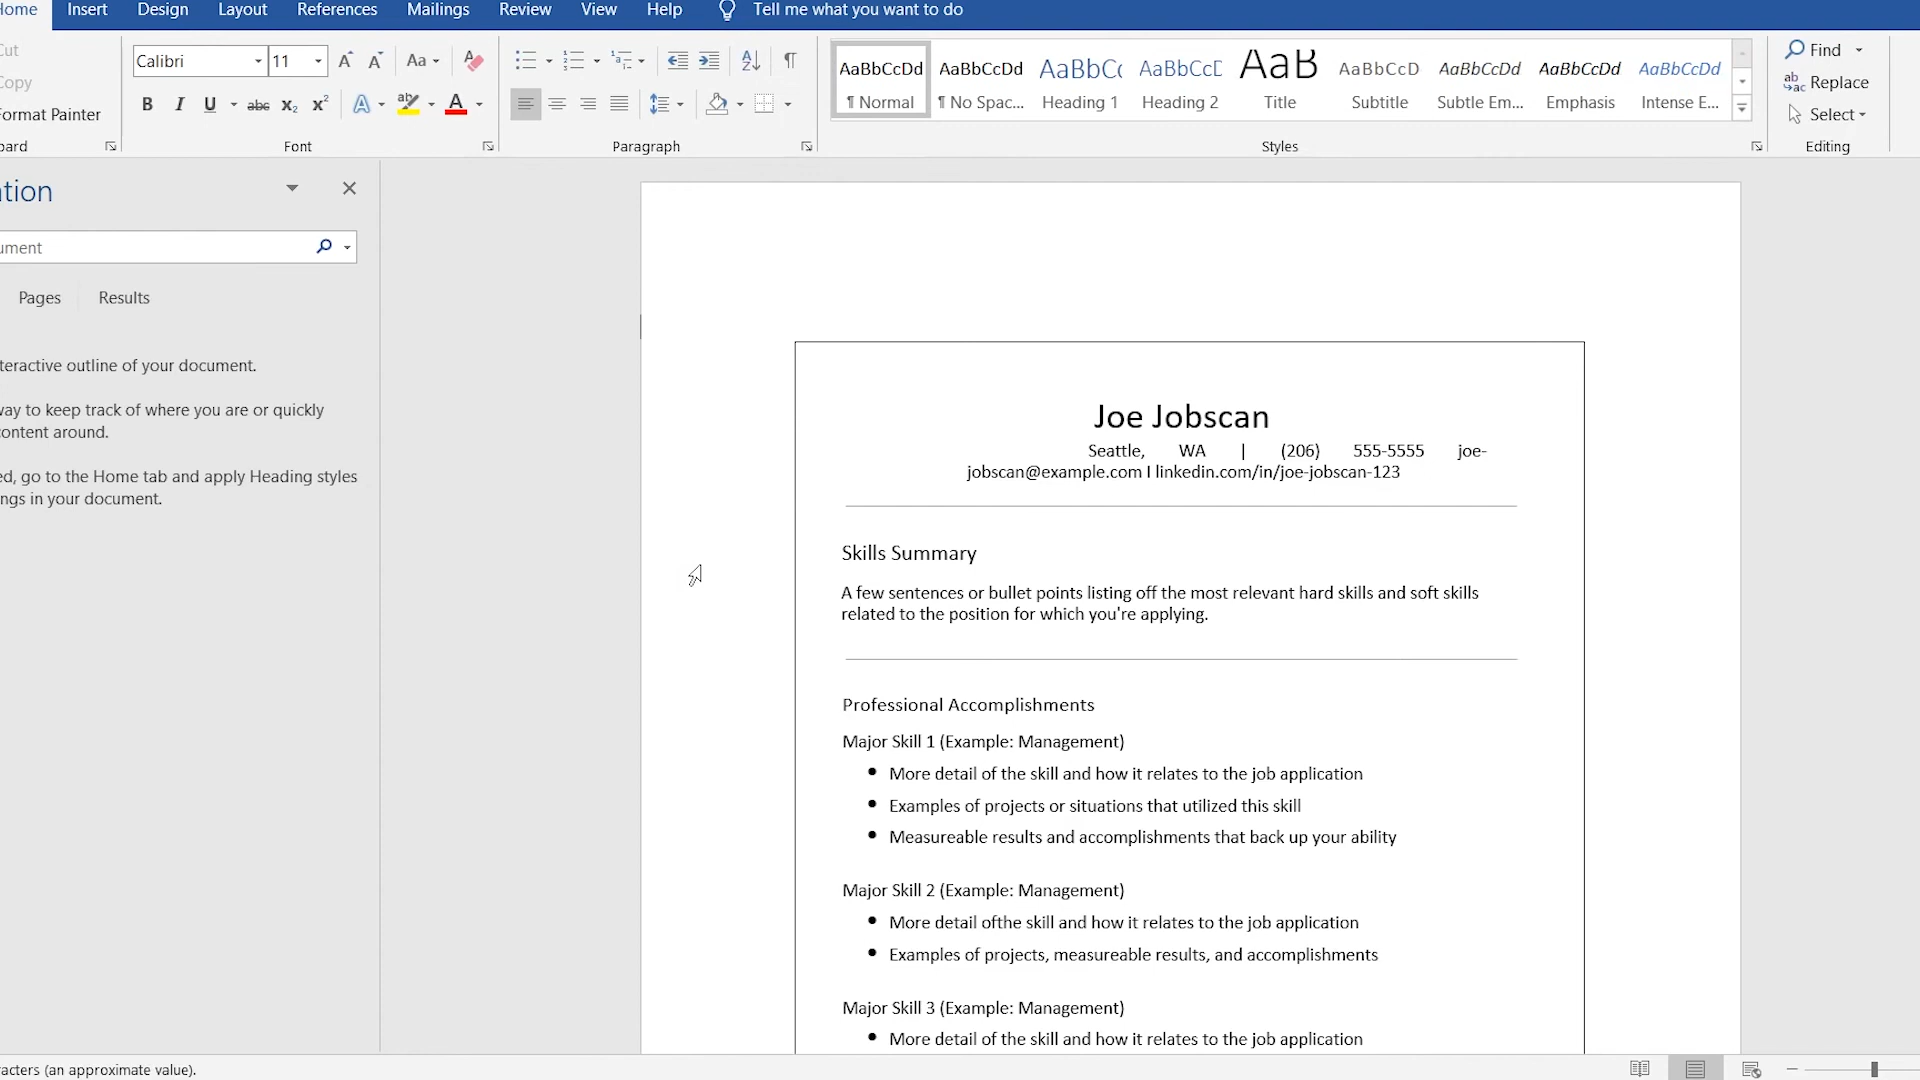 Home Insert Design Layout References Mailings Review View Help Tell me what you want to do
Cut
Copy
Format Painter
Calibri 11 Aa
B I U abc x₂ x² A A
Font
Paragraph
AaBbCcDd AaBbCcDd AaBbCc AaBbCcD AaB AaBbCcD AaBbCcDd AaBbCcDd AaBbCcDd
¶ Normal ¶ No Spac... Heading 1 Heading 2 Title Subtitle Subtle Em... Emphasis Intense E...
Styles
Find
Replace
Select
Editing
Pages Results
teractive outline of your document.
way to keep track of where you are or quickly
content around.
ed, go to the Home tab and apply Heading styles
ngs in your document.
Joe Jobscan
Seattle, WA | (206) 555-5555 joe-
jobscan@example.com I linkedin.com/in/joe-jobscan-123
Skills Summary
A few sentences or bullet points listing off the most relevant hard skills and soft skills
related to the position for which you're applying.
Professional Accomplishments
Major Skill 1 (Example: Management)
• More detail of the skill and how it relates to the job application
• Examples of projects or situations that utilized this skill
• Measureable results and accomplishments that back up your ability
Major Skill 2 (Example: Management)
• More detail ofthe skill and how it relates to the job application
• Examples of projects, measureable results, and accomplishments
Major Skill 3 (Example: Management)
• More detail of the skill and how it relates to the job application
racters (an approximate value).